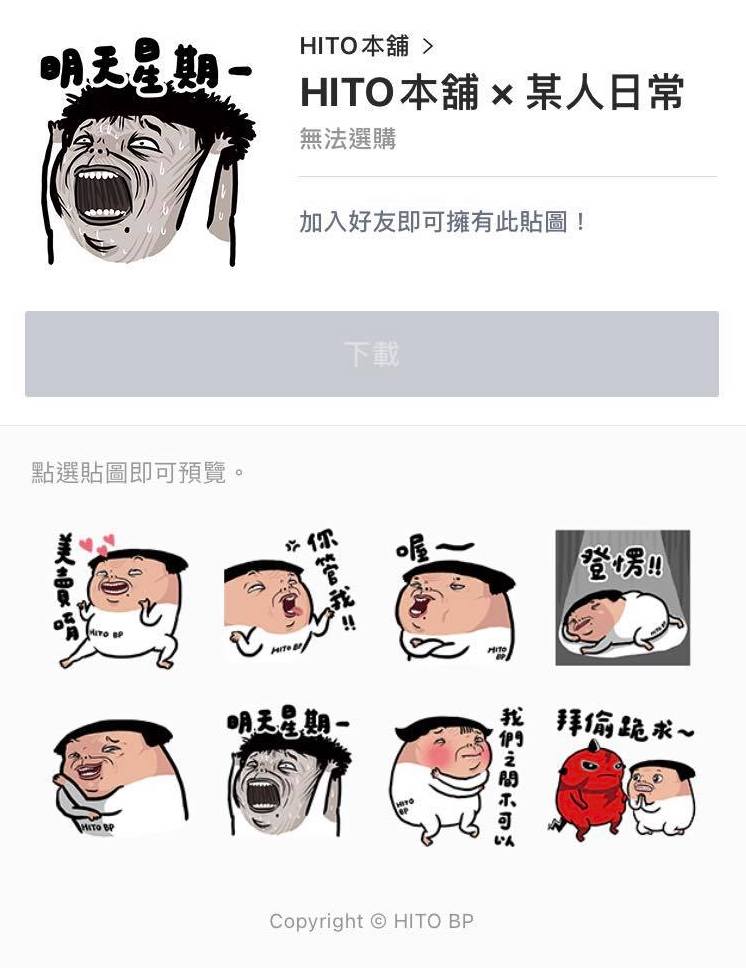 明天星期一
HITO本舖 >
HITO本舖 × 某人日常
無法選購
加入好友即可擁有此貼圖！
下載
點選貼圖即可預覽。
美賣唷
HITO BP
你管我!!
HITO BP
喔一
HITO BP
登愣!!
HITO BP
HITO BP
明天星期一
我們之間不可以
HITO BP
拜偷跪求~
Copyright © HITO BP